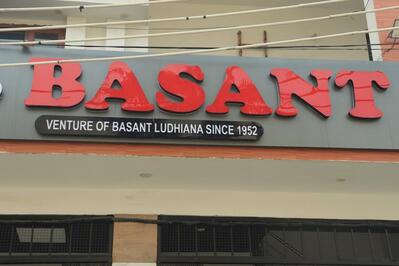 BASANT
VENTURE OF BASANT LUDHIANA SINCE 1952